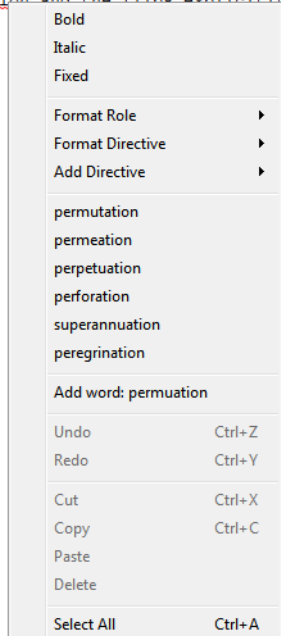 Bold
Italic
Fixed
Format Role
Format Directive
Add Directive
permutation
permeation
perpetuation
perforation
superannuation
peregrination
Add word: permuation
Undo Ctrl+Z
Redo Ctrl+Y
Cut Ctrl+X
Copy Ctrl+C
Paste
Delete
Select All Ctrl+A